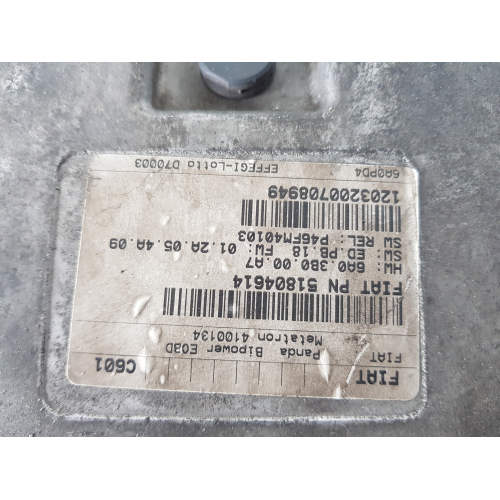 FIAT C601
FIAT Panda Bipower E03D
Metatron 4100134
FIAT PN 51804614
HW: 6A0.3B0.00.A7
SW: ED.PB.18 FW: 01.2A.05.4A.09
SW REL: P46FM40103
1203200708949
6A0PD4 EFFEGI-Lotto D70003